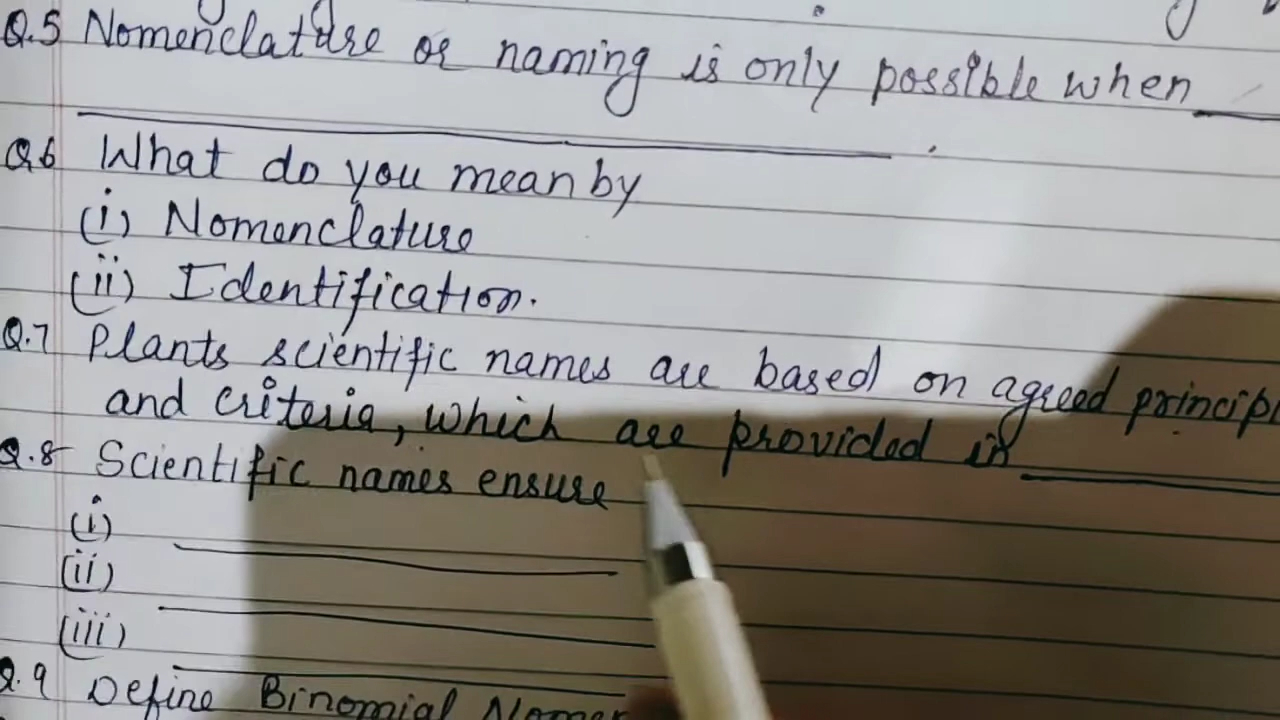 Q.5 Nomenclature or naming is only possible when
.
Q6 What do you mean by
(i) Nomenclature
(ii) Identification.
Q.7 Plants scientific names are based on agreed
and criteria, which are provided in
Q.8 Scientific names ensure
(i)
(ii)
(iii)
Q.9 Define Binomial